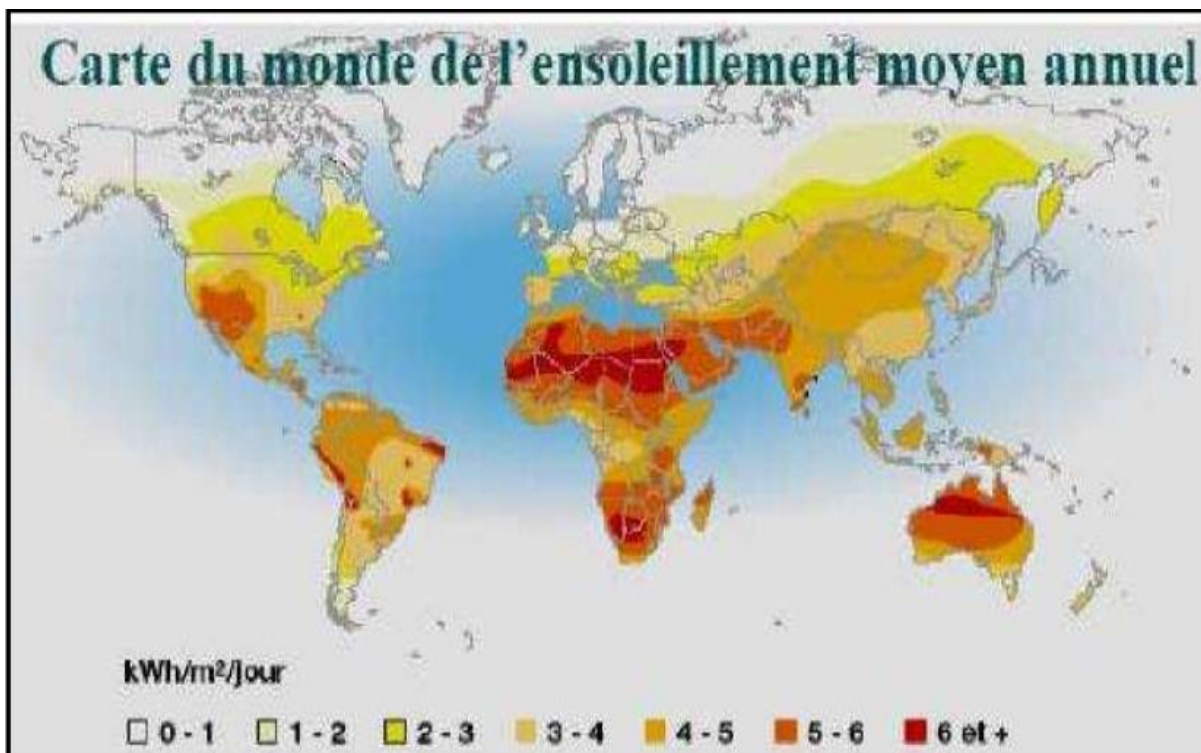 Carte du monde de l'ensoleillement moyen annuel
kWh/m²/jour
0 - 1 1 - 2 2 - 3 3 - 4 4 - 5 5 - 6 6 et +